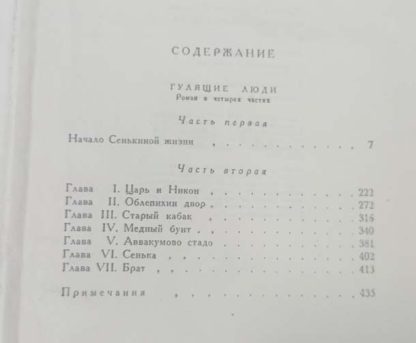 СОДЕРЖАНИЕ
ГУЛЯЩИЕ ЛЮДИ
Роман в четырех частях
Часть первая
Начало Сенькиной жизни . . . . . . . . . . . 7
Часть вторая
Глава I. Царь и Никон . . . . . . . . . . . 222
Глава II. Облепихин двор . . . . . . . . . . 272
Глава III. Старый кабак . . . . . . . . . . 316
Глава IV. Медный бунт . . . . . . . . . . . 340
Глава V. Аввакумово стадо . . . . . . . . . 381
Глава VI. Сенька . . . . . . . . . . . . . 402
Глава VII. Брат . . . . . . . . . . . . . . 413
Примечания . . . . . . . . . . . . . . 435